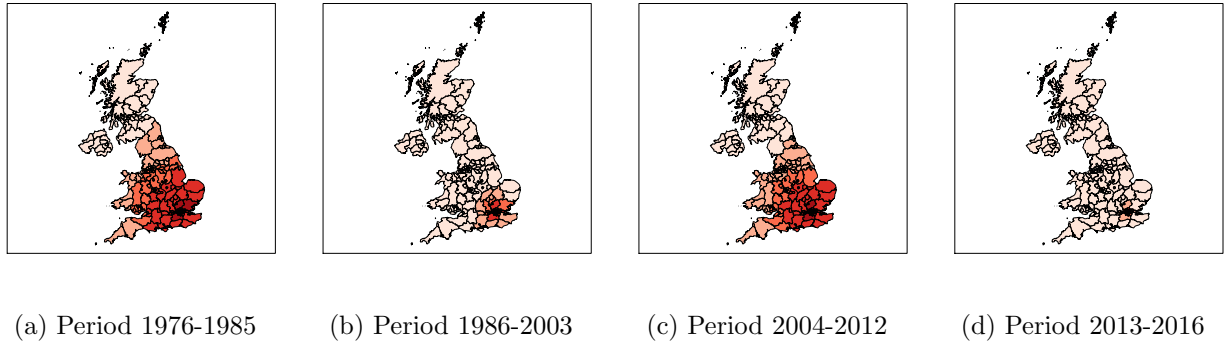 (a) Period 1976-1985
(b) Period 1986-2003
(c) Period 2004-2012
(d) Period 2013-2016